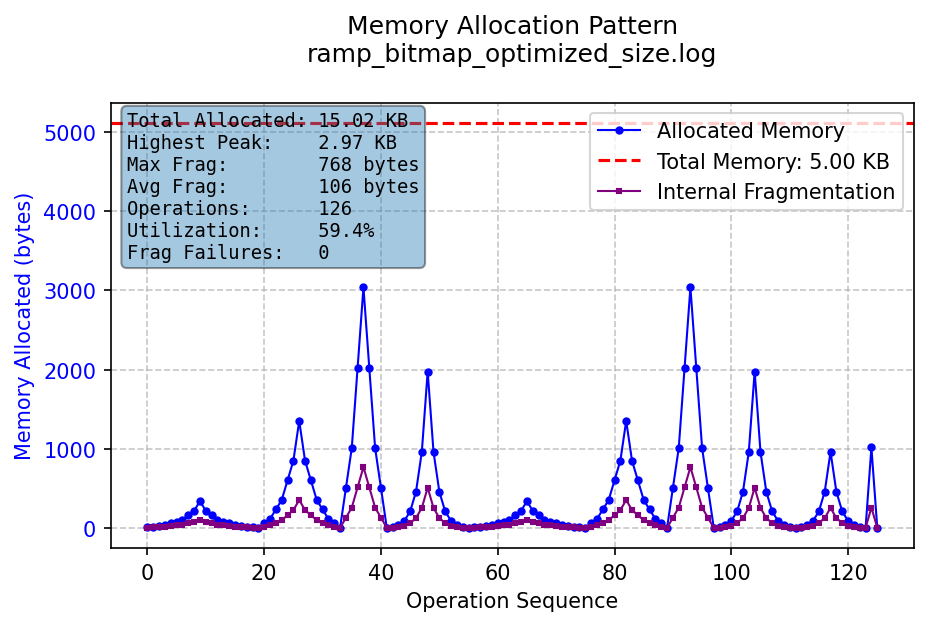 Memory Allocation Pattern
ramp_bitmap_optimized_size.log
Total Allocated: 15.02 KB
Highest Peak: 2.97 KB
Max Frag: 768 bytes
Avg Frag: 106 bytes
Operations: 126
Utilization: 59.4%
Frag Failures: 0
Allocated Memory
Total Memory: 5.00 KB
Internal Fragmentation
Memory Allocated (bytes)
5000
4000
3000
2000
1000
0
0 20 40 60 80 100 120
Operation Sequence